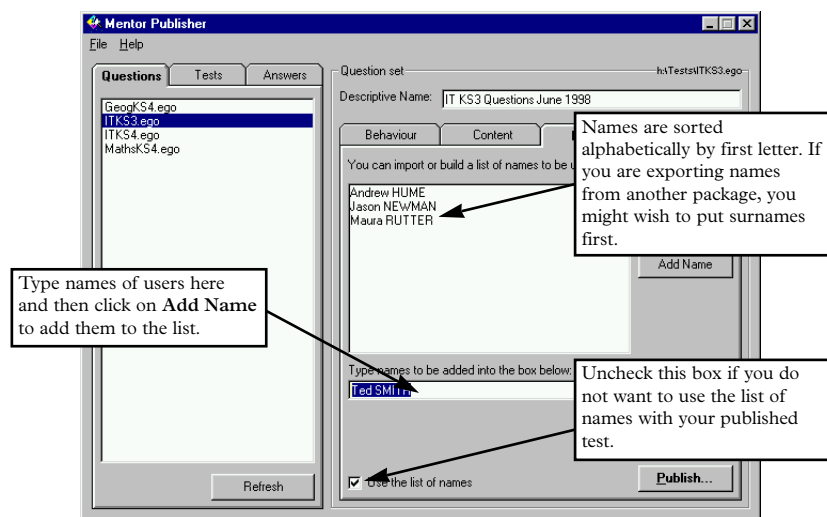 Mentor Publisher
File Help
Questions Tests Answers
GeogKS4.ego
ITKS3.ego
ITKS4.ego
MathsKS4.ego
Refresh
Question set h:\Tests\ITKS3.ego
Descriptive Name: IT KS3 Questions June 1998
Behaviour Content
You can import or build a list of names to be
Andrew HUME
Jason NEWMAN
Maura RUTTER
Add Name
Type names to be added into the box below:
Ted SMITH
Use the list of names
Publish...
Names are sorted
alphabetically by first letter. If
you are exporting names
from another package, you
might wish to put surnames
first.
Type names of users here
and then click on Add Name
to add them to the list.
Uncheck this box if you do
not want to use the list of
names with your published
test.